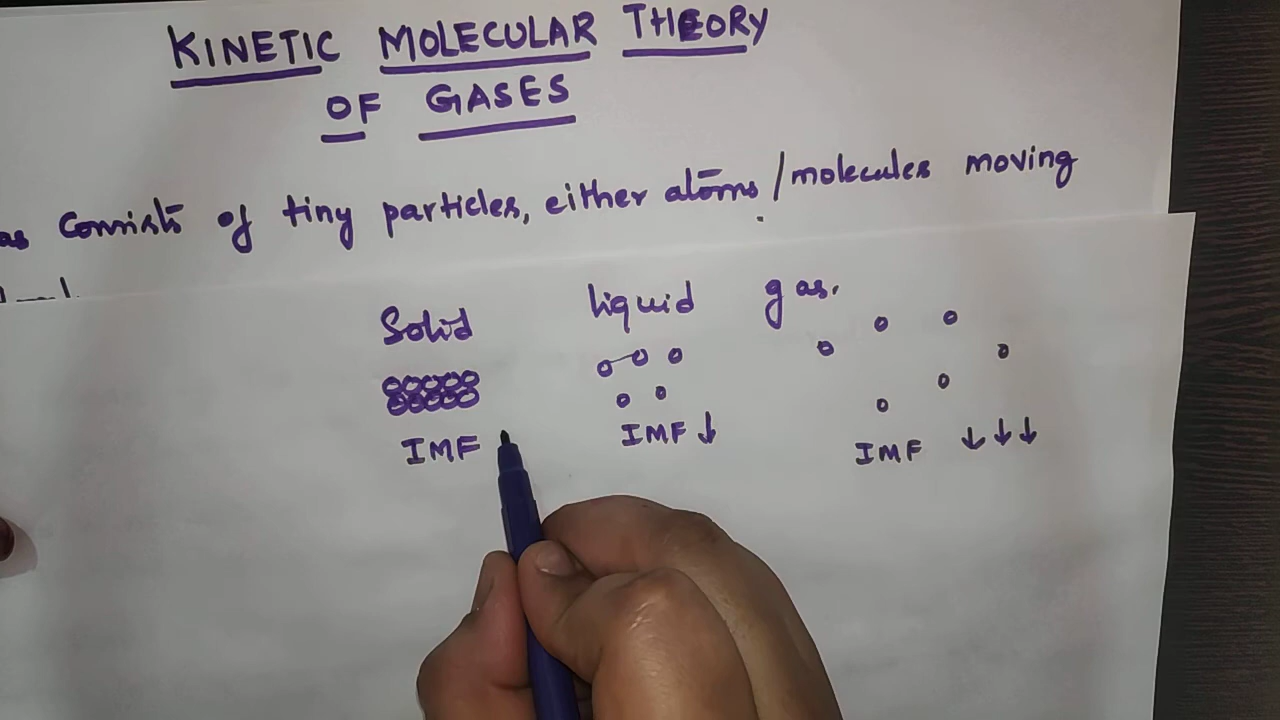 KINETIC MOLECULAR THEORY
OF GASES
as consists of tiny particles, either atoms/molecules moving
Solid liquid gas.
IMF IMF ↓ IMF ↓ ↓ ↓